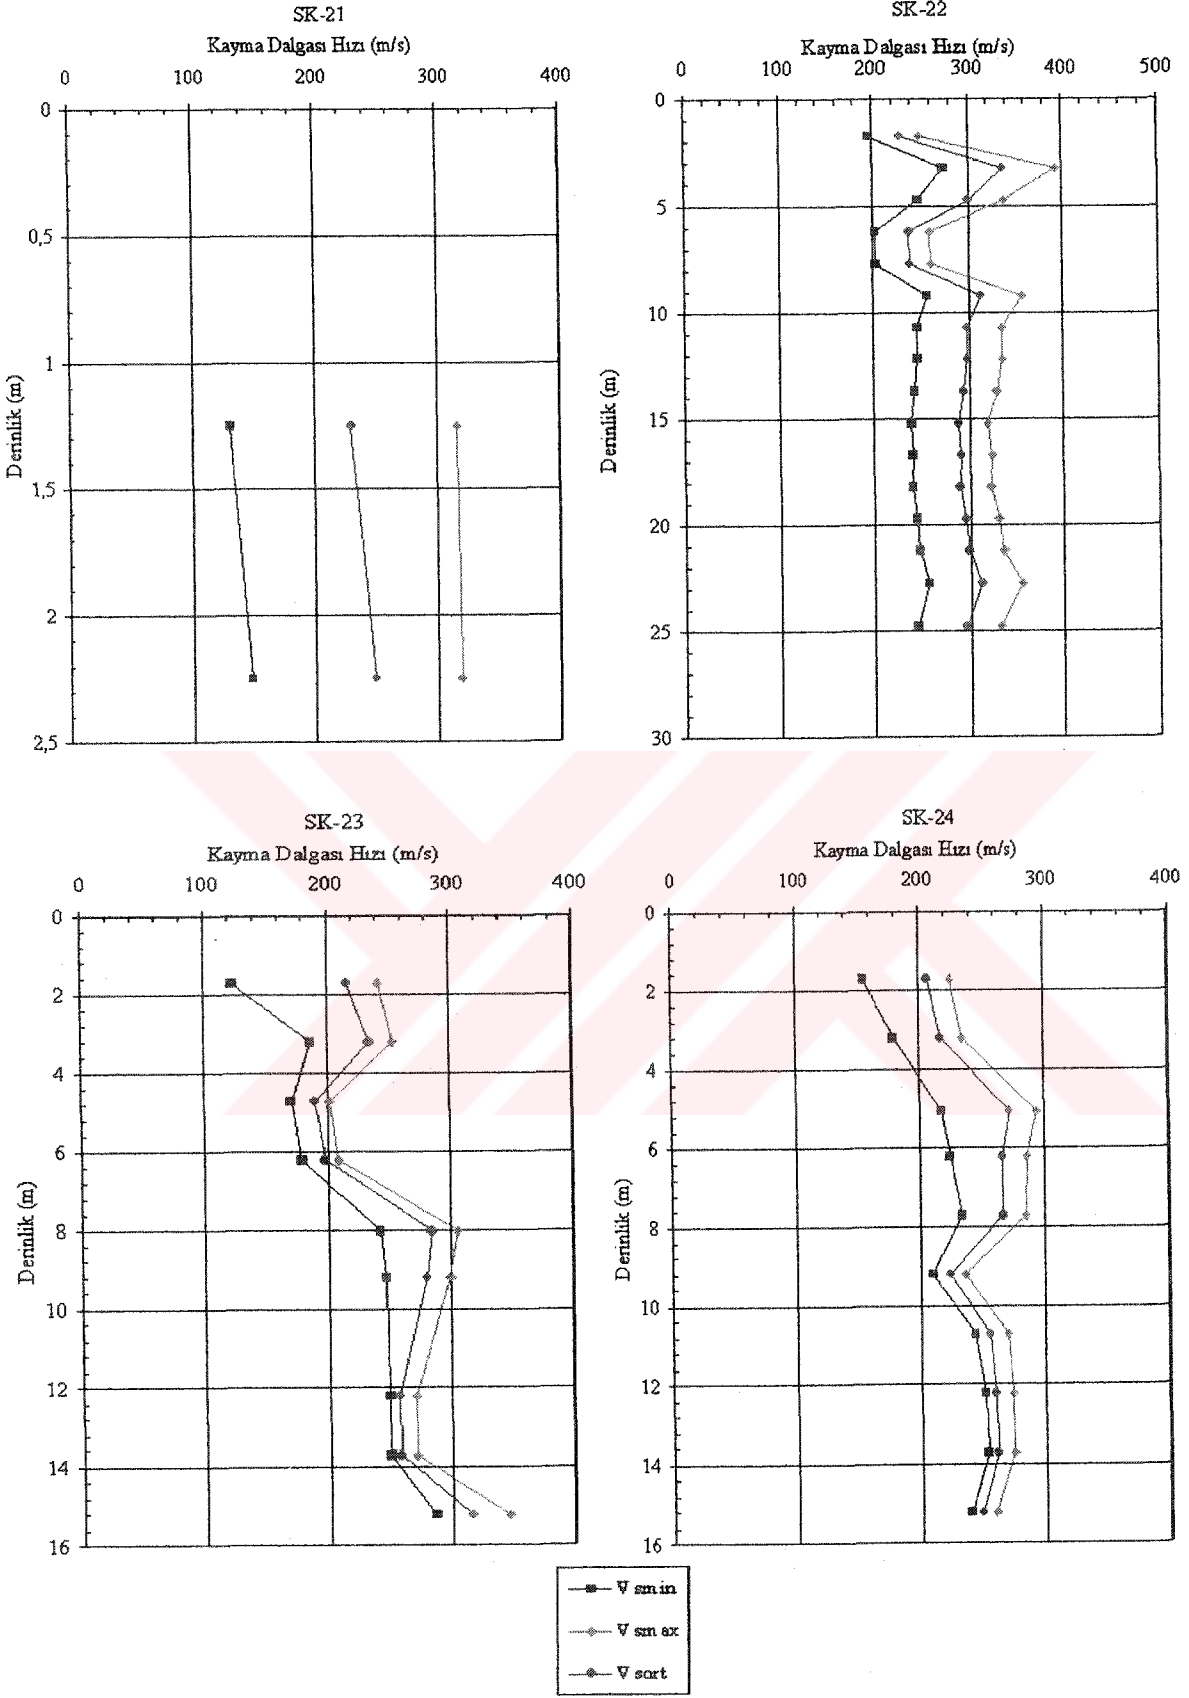 SK-21
Kayma Dalgası Hızı (m/s)
0 100 200 300 400
0
0,5
1
1,5
2
2,5
Derinlik (m)
SK-22
Kayma Dalgası Hızı (m/s)
0 100 200 300 400 500
0
5
10
15
20
25
30
Derinlik (m)
SK-23
Kayma Dalgası Hızı (m/s)
0 100 200 300 400
0
2
4
6
8
10
12
14
16
Derinlik (m)
SK-24
Kayma Dalgası Hızı (m/s)
0 100 200 300 400
0
2
4
6
8
10
12
14
16
Derinlik (m)
V smin
V smax
V sort